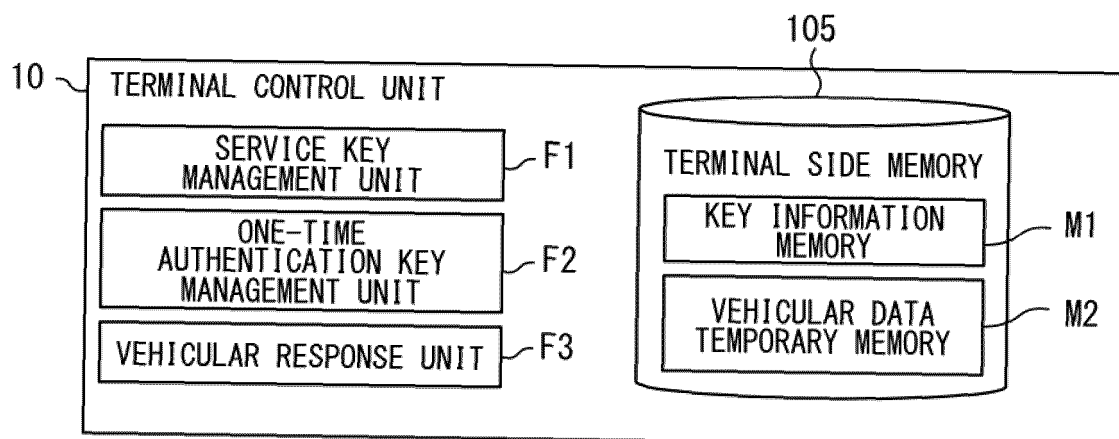 105
10
TERMINAL CONTROL UNIT
SERVICE KEY
MANAGEMENT UNIT
F1
ONE-TIME
AUTHENTICATION KEY
MANAGEMENT UNIT
F2
VEHICULAR RESPONSE UNIT
F3
TERMINAL SIDE MEMORY
KEY INFORMATION
MEMORY
M1
VEHICULAR DATA
TEMPORARY MEMORY
M2